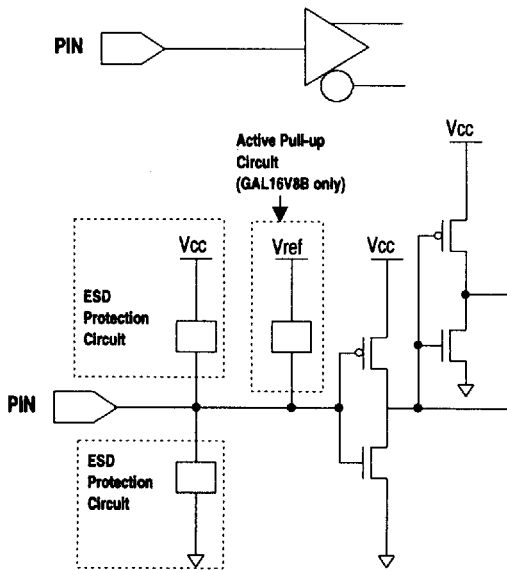 PIN
Active Pull-up
Circuit
(GAL16V8B only)
Vcc
Vcc
Vref
Vcc
ESD
Protection
Circuit
PIN
ESD
Protection
Circuit